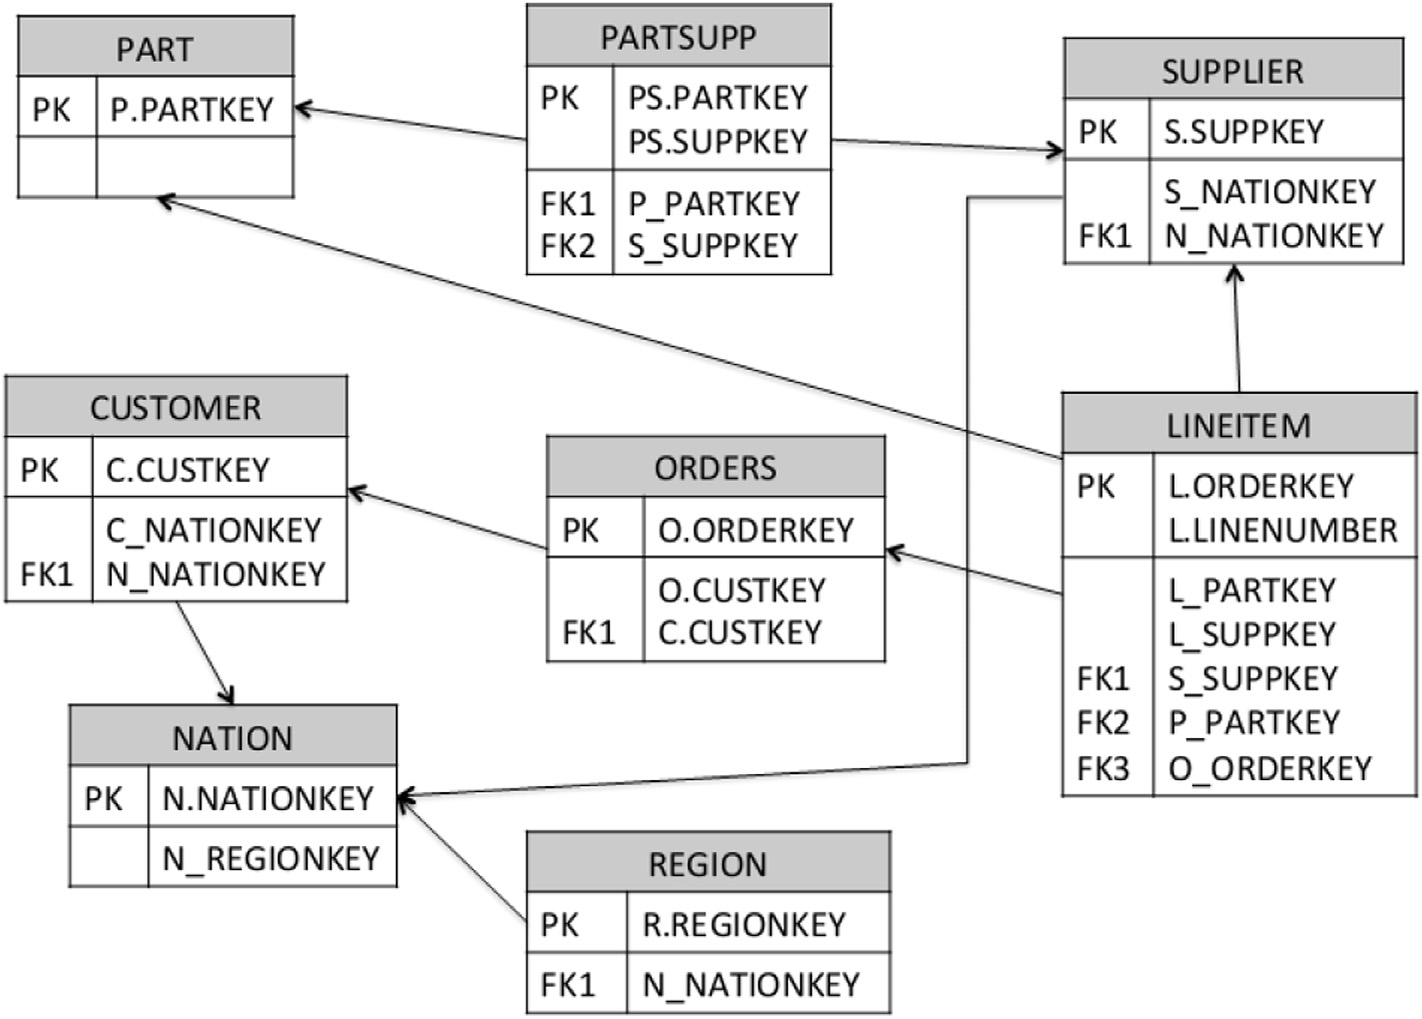 PART
PK P.PARTKEY
PARTSUPP
PK PS.PARTKEY
PS.SUPPKEY
FK1 P_PARTKEY
FK2 S_SUPPKEY
SUPPLIER
PK S.SUPPKEY
S_NATIONKEY
FK1 N_NATIONKEY
CUSTOMER
PK C.CUSTKEY
C_NATIONKEY
FK1 N_NATIONKEY
ORDERS
PK O.ORDERKEY
O.CUSTKEY
FK1 C.CUSTKEY
LINEITEM
PK L.ORDERKEY
L.LINENUMBER
L_PARTKEY
L_SUPPKEY
FK1 S_SUPPKEY
FK2 P_PARTKEY
FK3 O_ORDERKEY
NATION
PK N.NATIONKEY
N_REGIONKEY
REGION
PK R.REGIONKEY
FK1 N_NATIONKEY